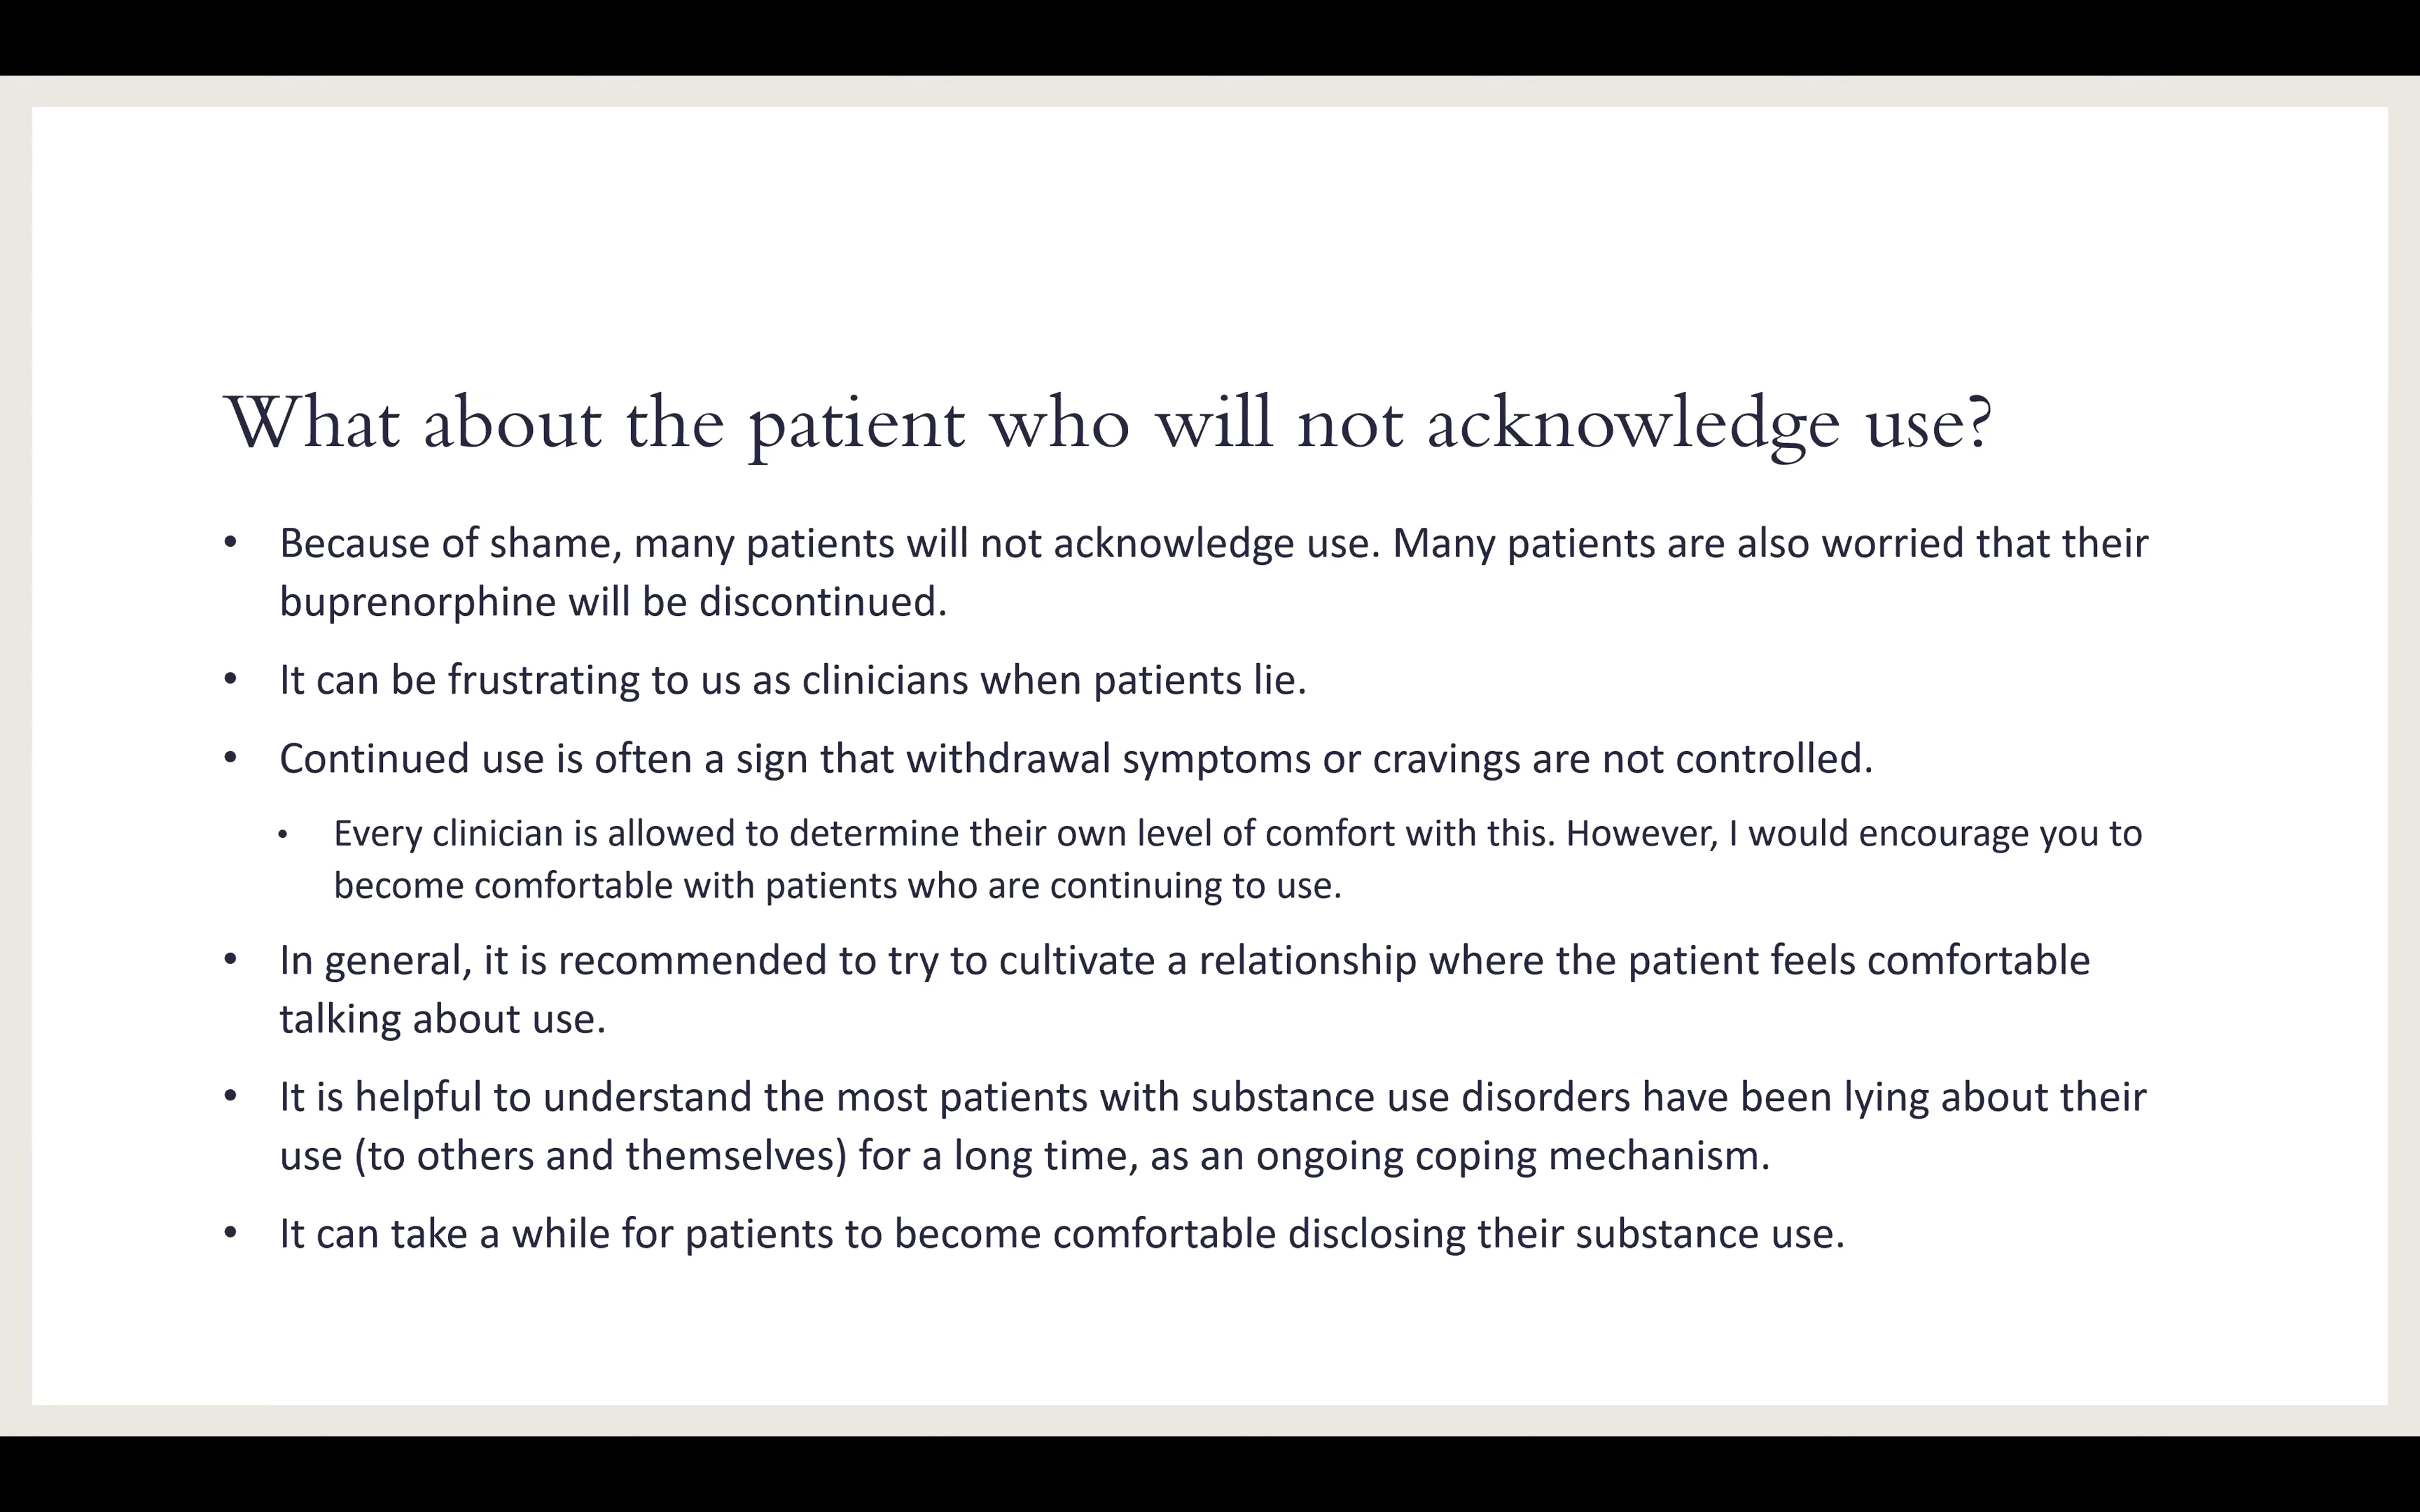 What about the patient who will not acknowledge use?
• Because of shame, many patients will not acknowledge use. Many patients are also worried that their
buprenorphine will be discontinued.
• It can be frustrating to us as clinicians when patients lie.
• Continued use is often a sign that withdrawal symptoms or cravings are not controlled.
• Every clinician is allowed to determine their own level of comfort with this. However, I would encourage you to
become comfortable with patients who are continuing to use.
• In general, it is recommended to try to cultivate a relationship where the patient feels comfortable
talking about use.
• It is helpful to understand the most patients with substance use disorders have been lying about their
use (to others and themselves) for a long time, as an ongoing coping mechanism.
• It can take a while for patients to become comfortable disclosing their substance use.